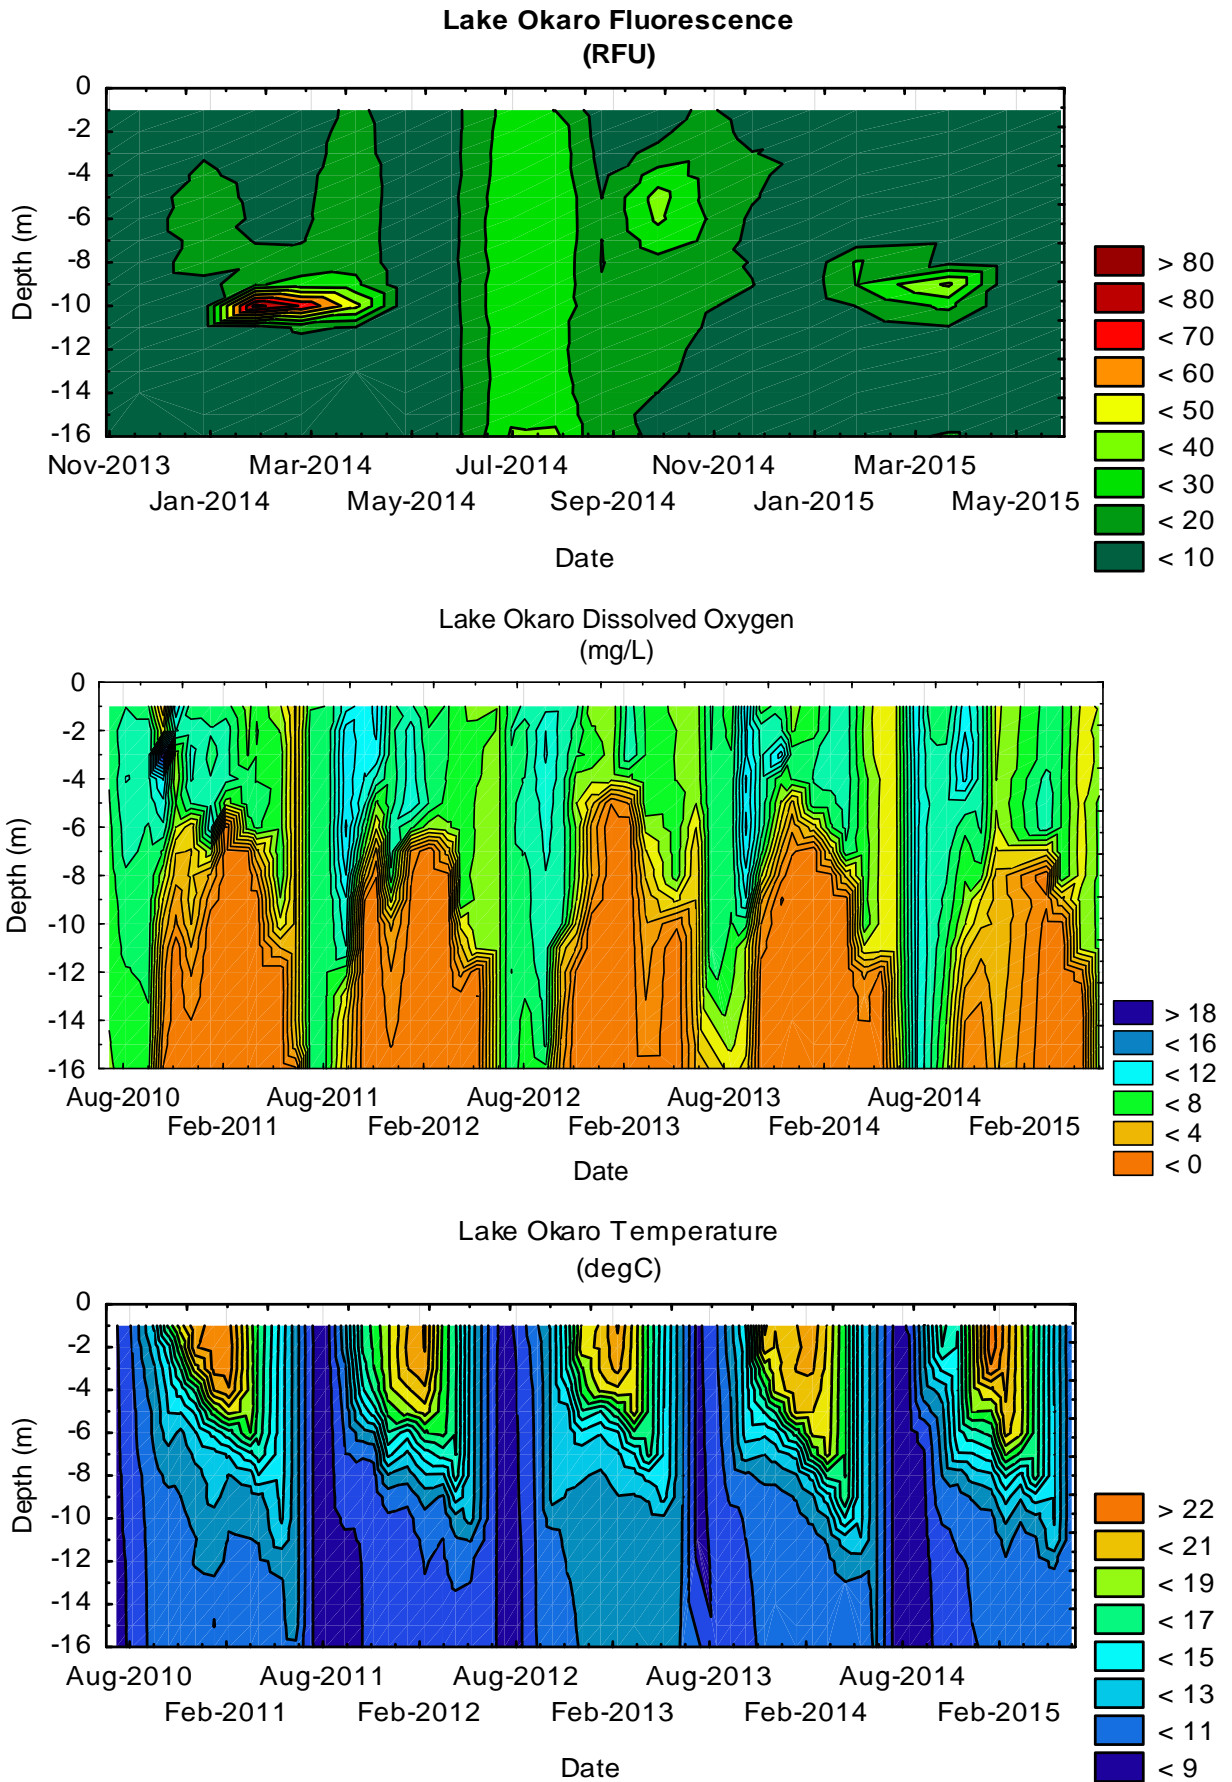 Lake Okaro Fluorescence
(RFU)
0
-2
-4
-6
-8
-10
-12
-14
-16
Depth (m)
Nov-2013 Mar-2014 Jul-2014 Nov-2014 Mar-2015
Jan-2014 May-2014 Sep-2014 Jan-2015 May-2015
Date
> 80
< 80
< 70
< 60
< 50
< 40
< 30
< 20
< 10
Lake Okaro Dissolved Oxygen
(mg/L)
0
-2
-4
-6
-8
-10
-12
-14
-16
Depth (m)
Aug-2010 Aug-2011 Aug-2012 Aug-2013 Aug-2014
Feb-2011 Feb-2012 Feb-2013 Feb-2014 Feb-2015
Date
> 18
< 16
< 12
< 8
< 4
< 0
Lake Okaro Temperature
(degC)
0
-2
-4
-6
-8
-10
-12
-14
-16
Depth (m)
Aug-2010 Aug-2011 Aug-2012 Aug-2013 Aug-2014
Feb-2011 Feb-2012 Feb-2013 Feb-2014 Feb-2015
Date
> 22
< 21
< 19
< 17
< 15
< 13
< 11
< 9